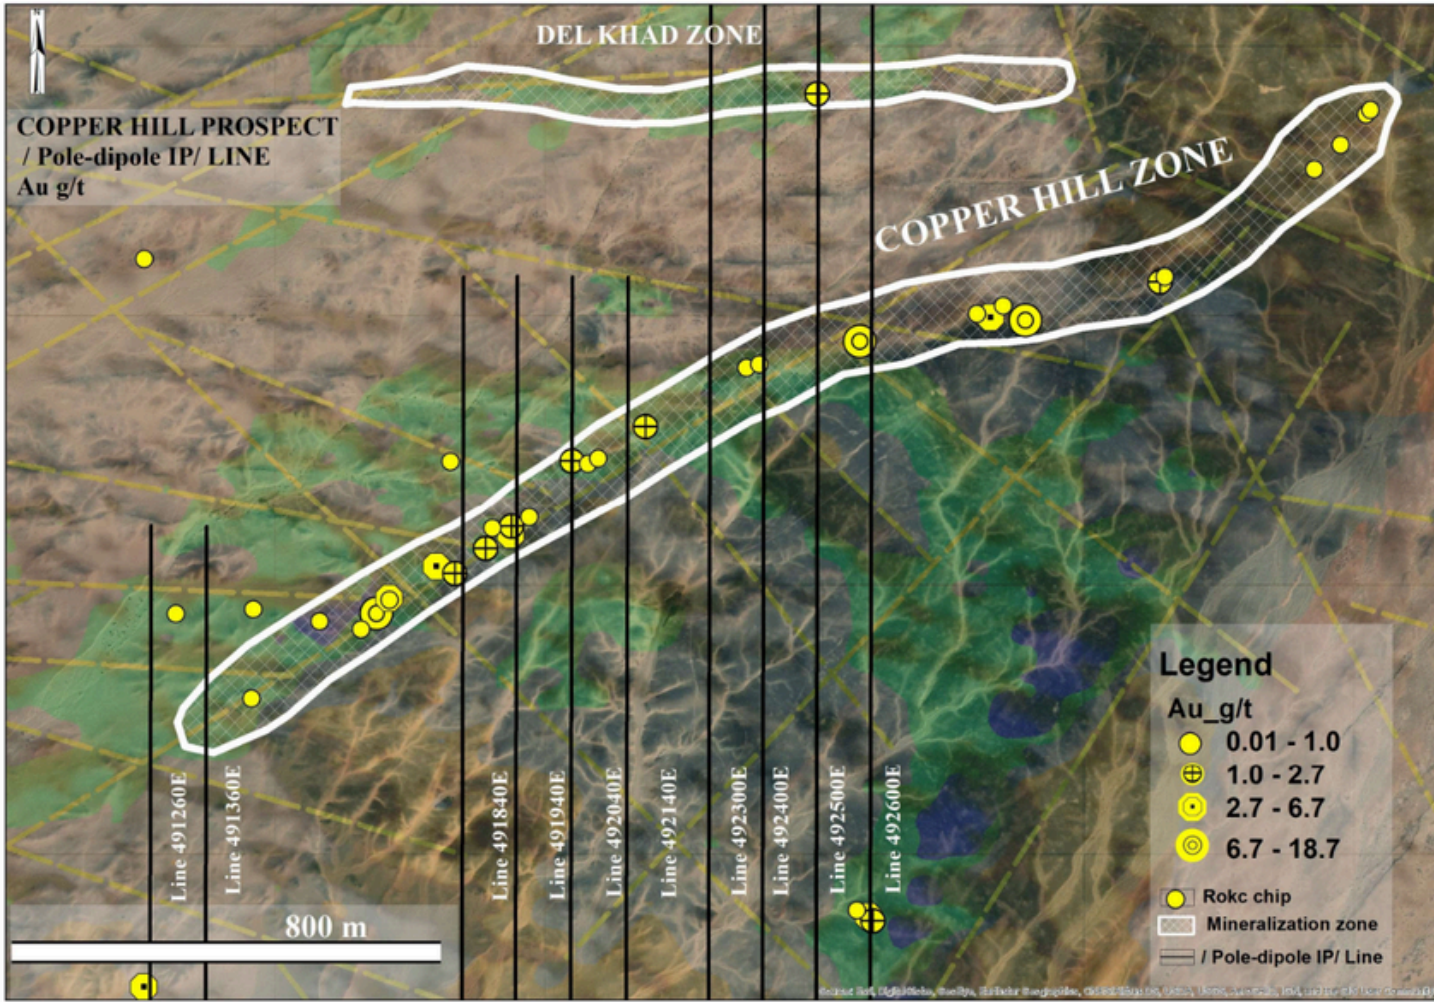 DEL KHAD ZONE
COPPER HILL PROSPECT
/ Pole-dipole IP/ LINE
Au g/t
COPPER HILL ZONE
Line 491260E
Line 491360E
Line 491840E
Line 491940E
Line 492040E
Line 492140E
Line 492300E
Line 492400E
Line 492500E
Line 492600E
800 m
Legend
Au_g/t
0.01 - 1.0
1.0 - 2.7
2.7 - 6.7
6.7 - 18.7
Rokc chip
Mineralization zone
/ Pole-dipole IP/ Line